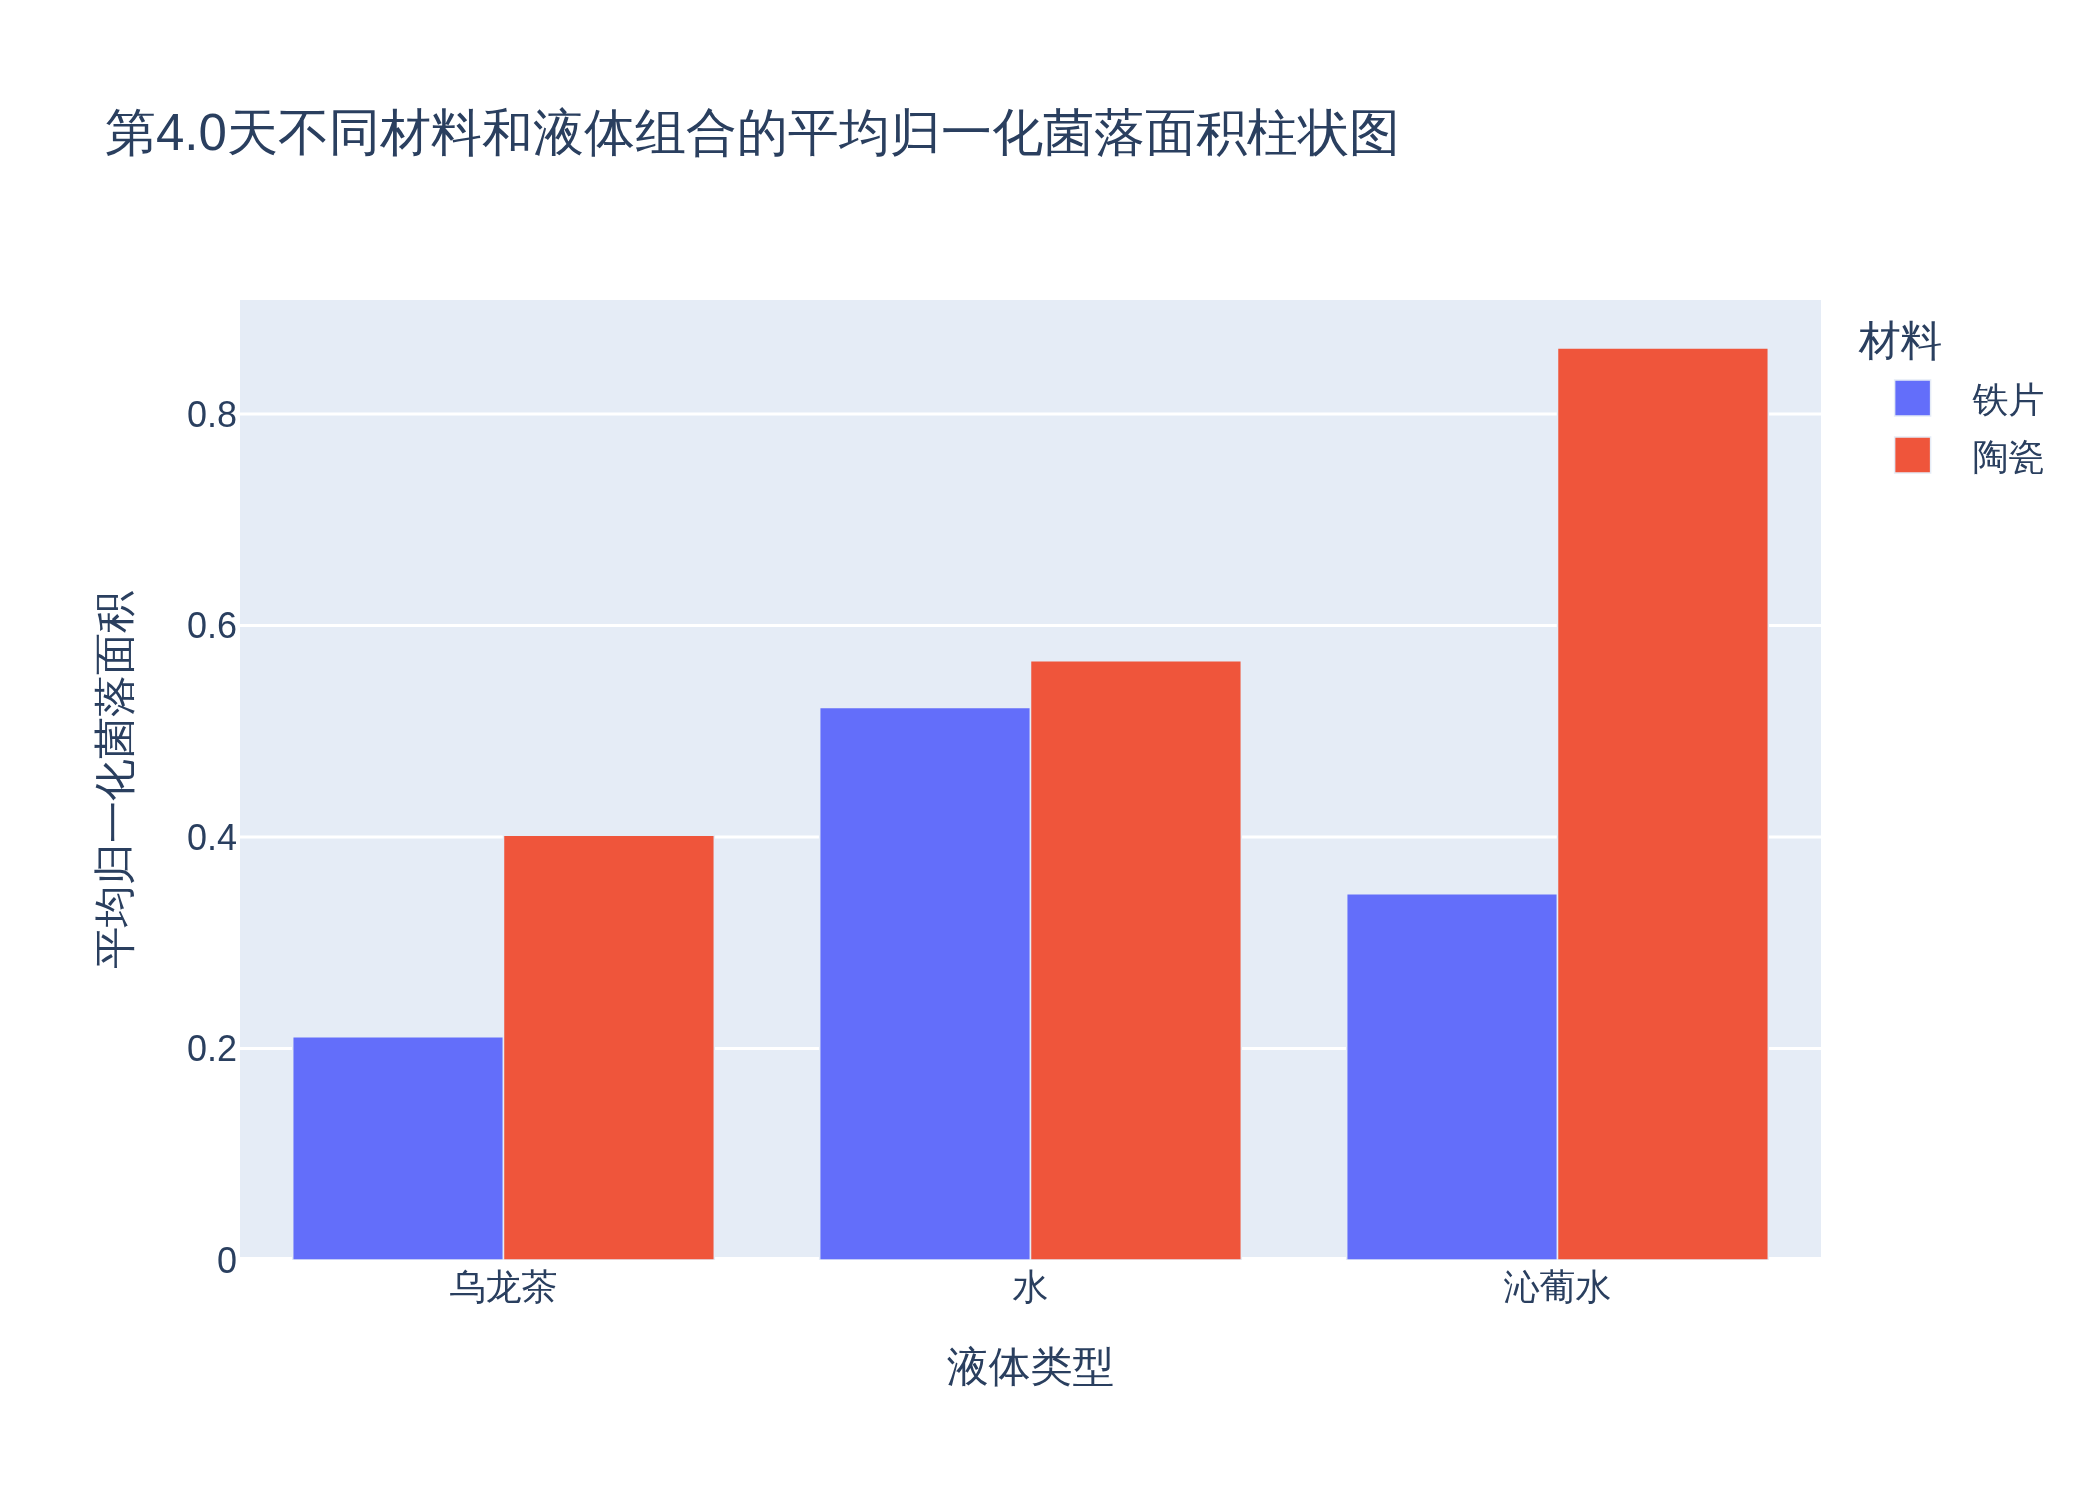 第4.0天不同材料和液体组合的平均归一化菌落面积柱状图
材料
铁片
陶瓷
平均归一化菌落面积
0.8
0.6
0.4
0.2
0
乌龙茶
水
沁葡水
液体类型